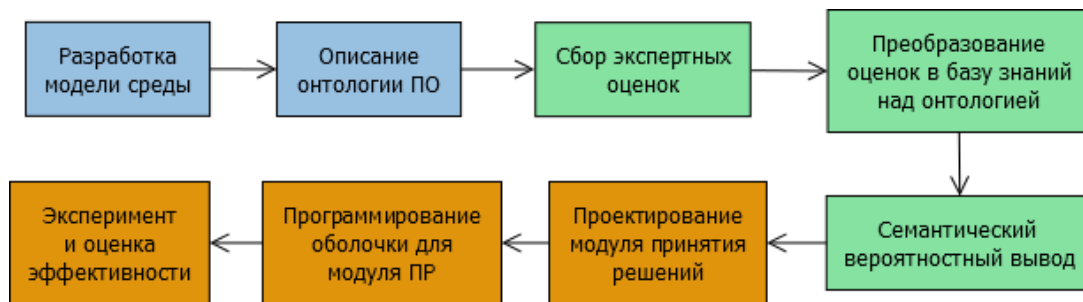 Разработка
модели среды
Описание
онтологии ПО
Сбор экспертных
оценок
Преобразование
оценок в базу знаний
над онтологией
Семантический
вероятностный вывод
Проектирование
модуля принятия
решений
Программирование
оболочки для
модуля ПР
Эксперимент
и оценка
эффективности